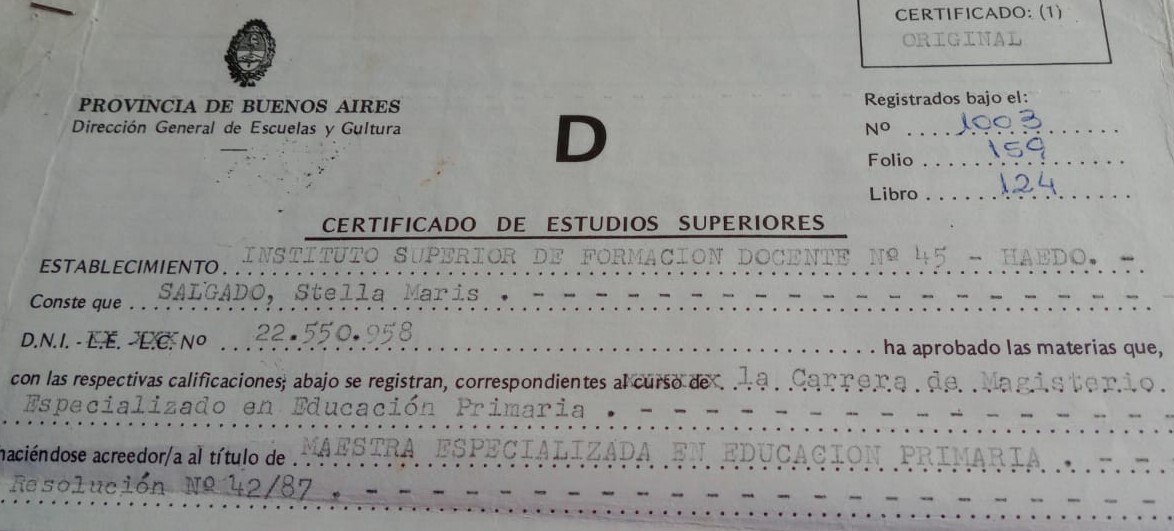 CERTIFICADO: (1)
ORIGINAL
PROVINCIA DE BUENOS AIRES
Dirección General de Escuelas y Gultura
D
Registrados bajo el:
Nº .... 1003 ........
Folio ........ 159 ........
Libro ........ 124 ........
CERTIFICADO DE ESTUDIOS SUPERIORES
ESTABLECIMIENTO. INSTITUTO SUPERIOR DE FORMACION DOCENTE Nº 45 - HAEDO. -
Conste que .. SALGADO, Stella Maris . - - - - - - - - - - - - - - - - - - - - -
D.N.I. - L.E. - L.C. Nº ... 22.550.958 ........ ha aprobado las materias que,
con las respectivas calificaciones; abajo se registran, correspondientes al curso de la Carrera de Magisterio
Especializado en Educación Primaria . - - - - - - - - - - - - - - - - -
haciéndose acreedor/a al título de MAESTRA ESPECIALIZADA EN EDUCACION PRIMARIA . - -
Resolución Nº 42/87 . - - - - - - - - - - - - - - - - - - - - - - - -